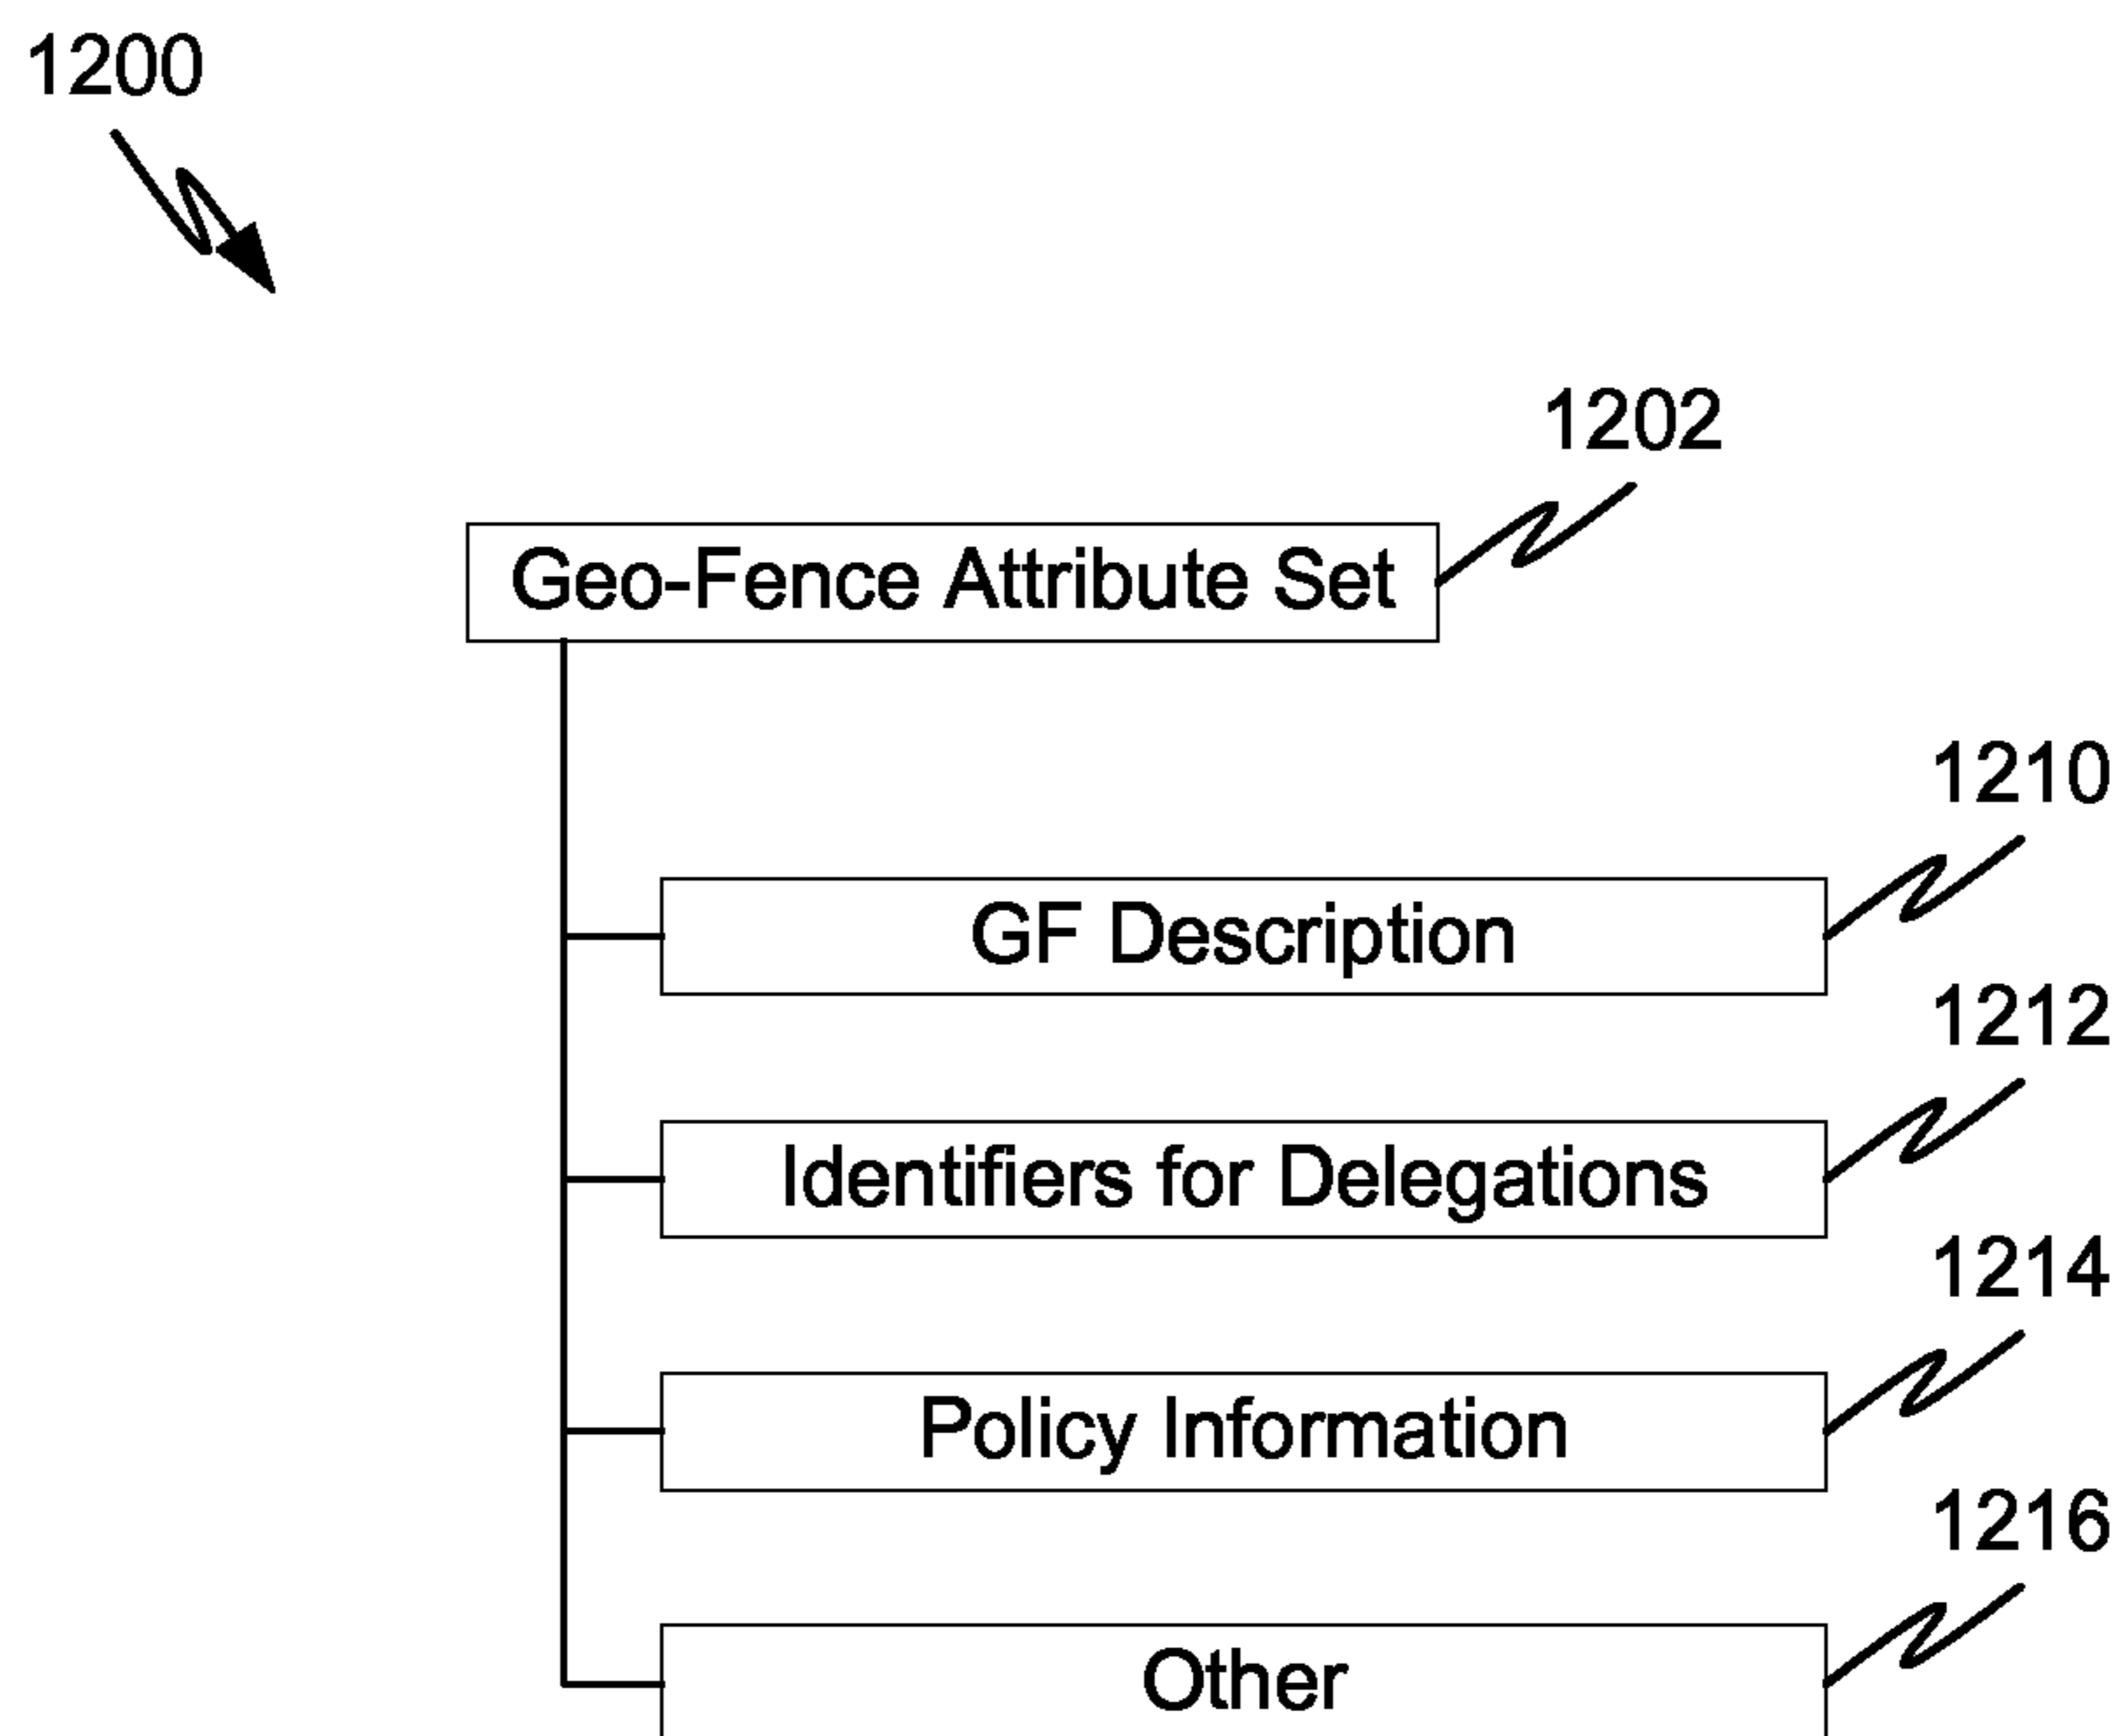 1200
1202
Geo-Fence Attribute Set
1210
GF Description
1212
Identifiers for Delegations
1214
Policy Information
1216
Other